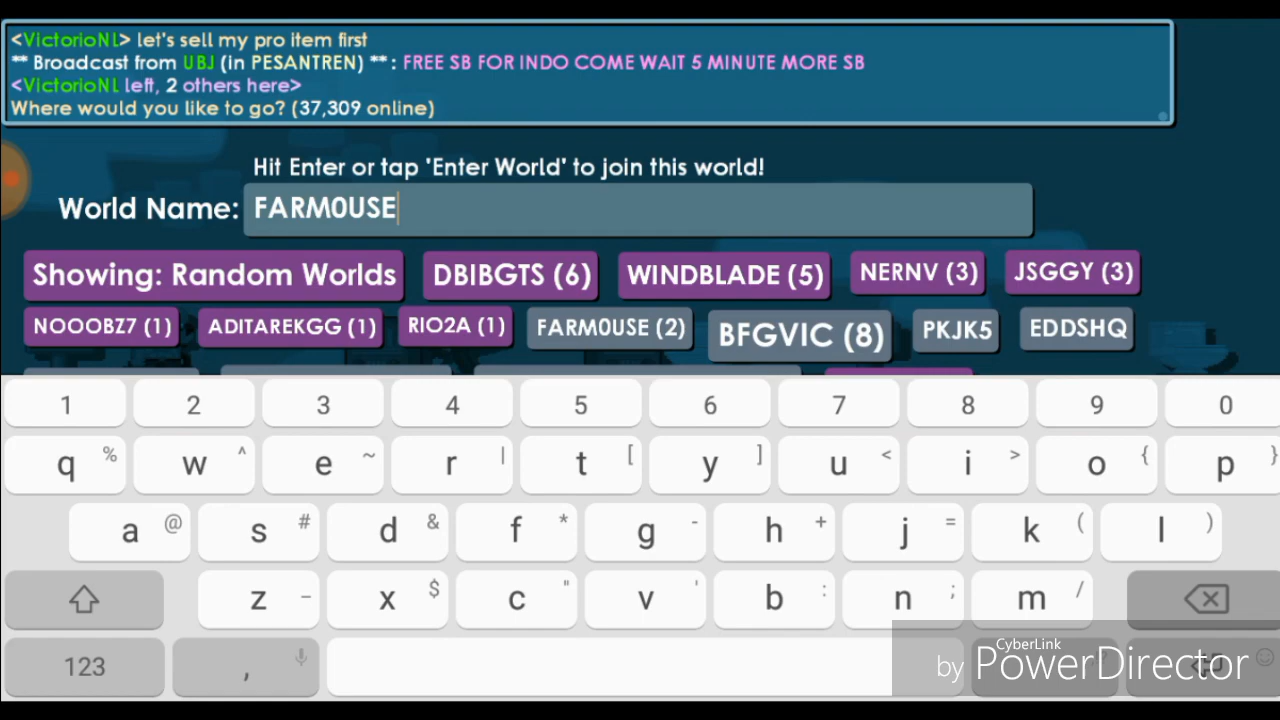 <VictorioNL> let's sell my pro item first
** Broadcast from UBJ (in PESANTREN) ** : FREE SB FOR INDO COME WAIT 5 MINUTE MORE SB
<VictorioNL left, 2 others here>
Where would you like to go? (37,309 online)
Hit Enter or tap 'Enter World' to join this world!
World Name: FARM0USE
Showing: Random Worlds DBIBGTS (6) WINDBLADE (5) NERNV (3) JSGGY (3)
NOOOBZ7 (1) ADITAREKGG (1) RIO2A (1) FARM0USE (2) BFGVIC (8) PKJK5 EDDSHQ
1 2 3 4 5 6 7 8 9 0
q % w ^ e ~ r | t [ y ] u < i > o { p }
a @ s # d & f * g - h + j = k ( l )
z _ x $ c " v ' b : n ; m /
123 ,
CyberLink
by PowerDirector